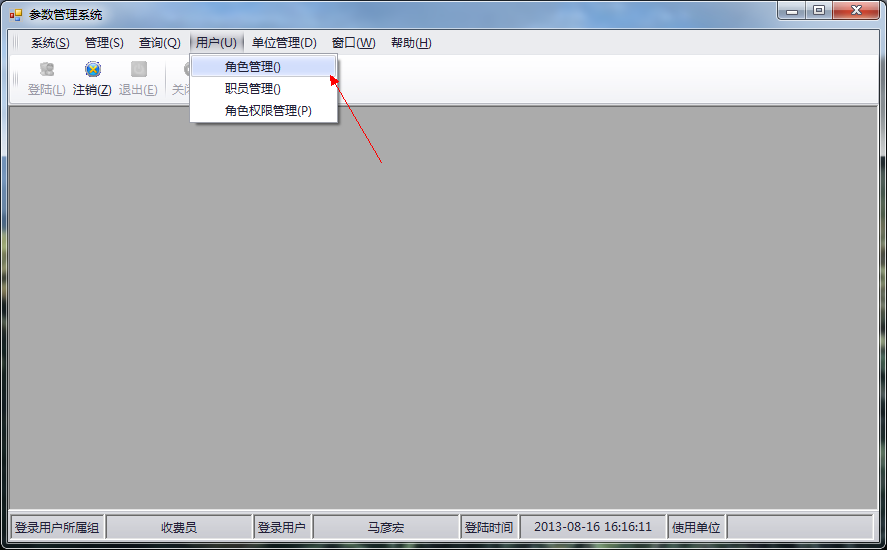 参数管理系统
系统(S) 管理(S) 查询(Q) 用户(U) 单位管理(D) 窗口(W) 帮助(H)
角色管理()
登陆(L) 注销(Z) 退出(E) 关闭
职员管理()
角色权限管理(P)
登录用户所属组 收费员 登录用户 马彦宏 登陆时间 2013-08-16 16:16:11 使用单位